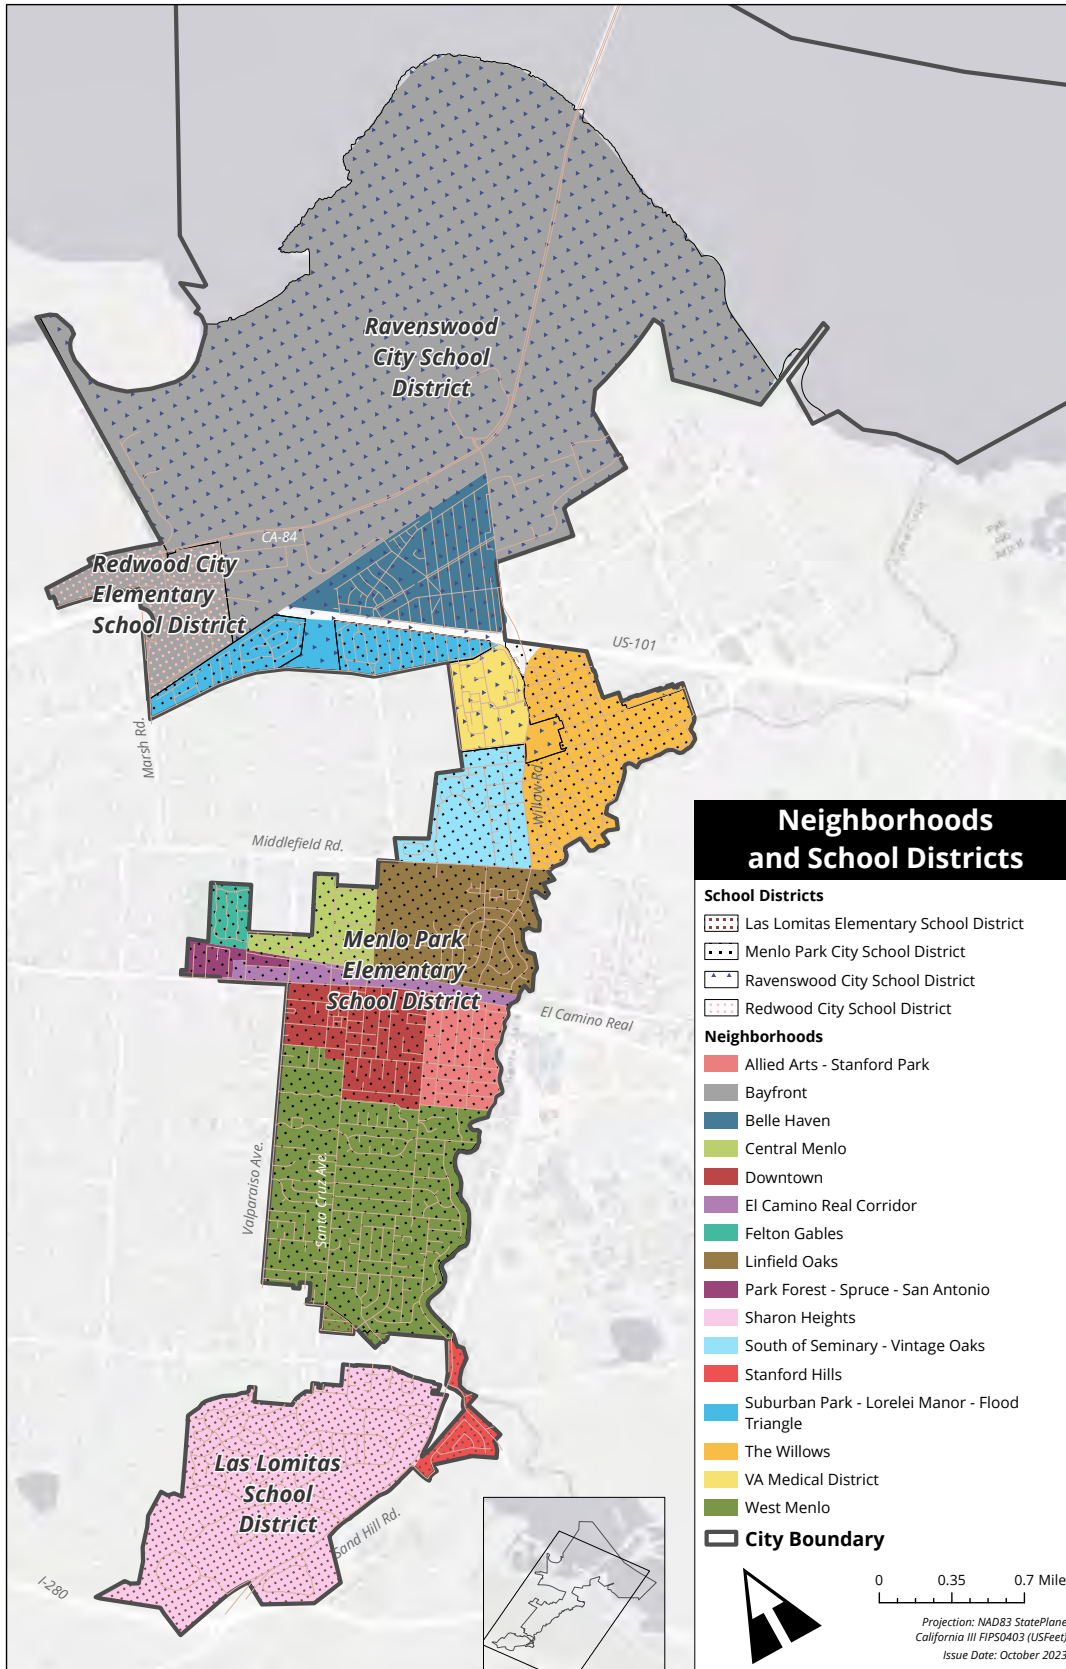 Ravenswood
City School
District
CA-84
Redwood City
Elementary
School District
US-101
Marsh Rd.
Willow Rd.
Middlefield Rd.
Menlo Park
Elementary
School District
El Camino Real
Valparaiso Ave.
Santa Cruz Ave.
Las Lomitas
School
District
Sand Hill Rd.
I-280
Neighborhoods
and School Districts
School Districts
Las Lomitas Elementary School District
Menlo Park City School District
Ravenswood City School District
Redwood City School District
Neighborhoods
Allied Arts - Stanford Park
Bayfront
Belle Haven
Central Menlo
Downtown
El Camino Real Corridor
Felton Gables
Linfield Oaks
Park Forest - Spruce - San Antonio
Sharon Heights
South of Seminary - Vintage Oaks
Stanford Hills
Suburban Park - Lorelei Manor - Flood
Triangle
The Willows
VA Medical District
West Menlo
City Boundary
0 0.35 0.7 Mile
Projection: NAD83 StatePlane
California III FIPS0403 (USFeet)
Issue Date: October 2023